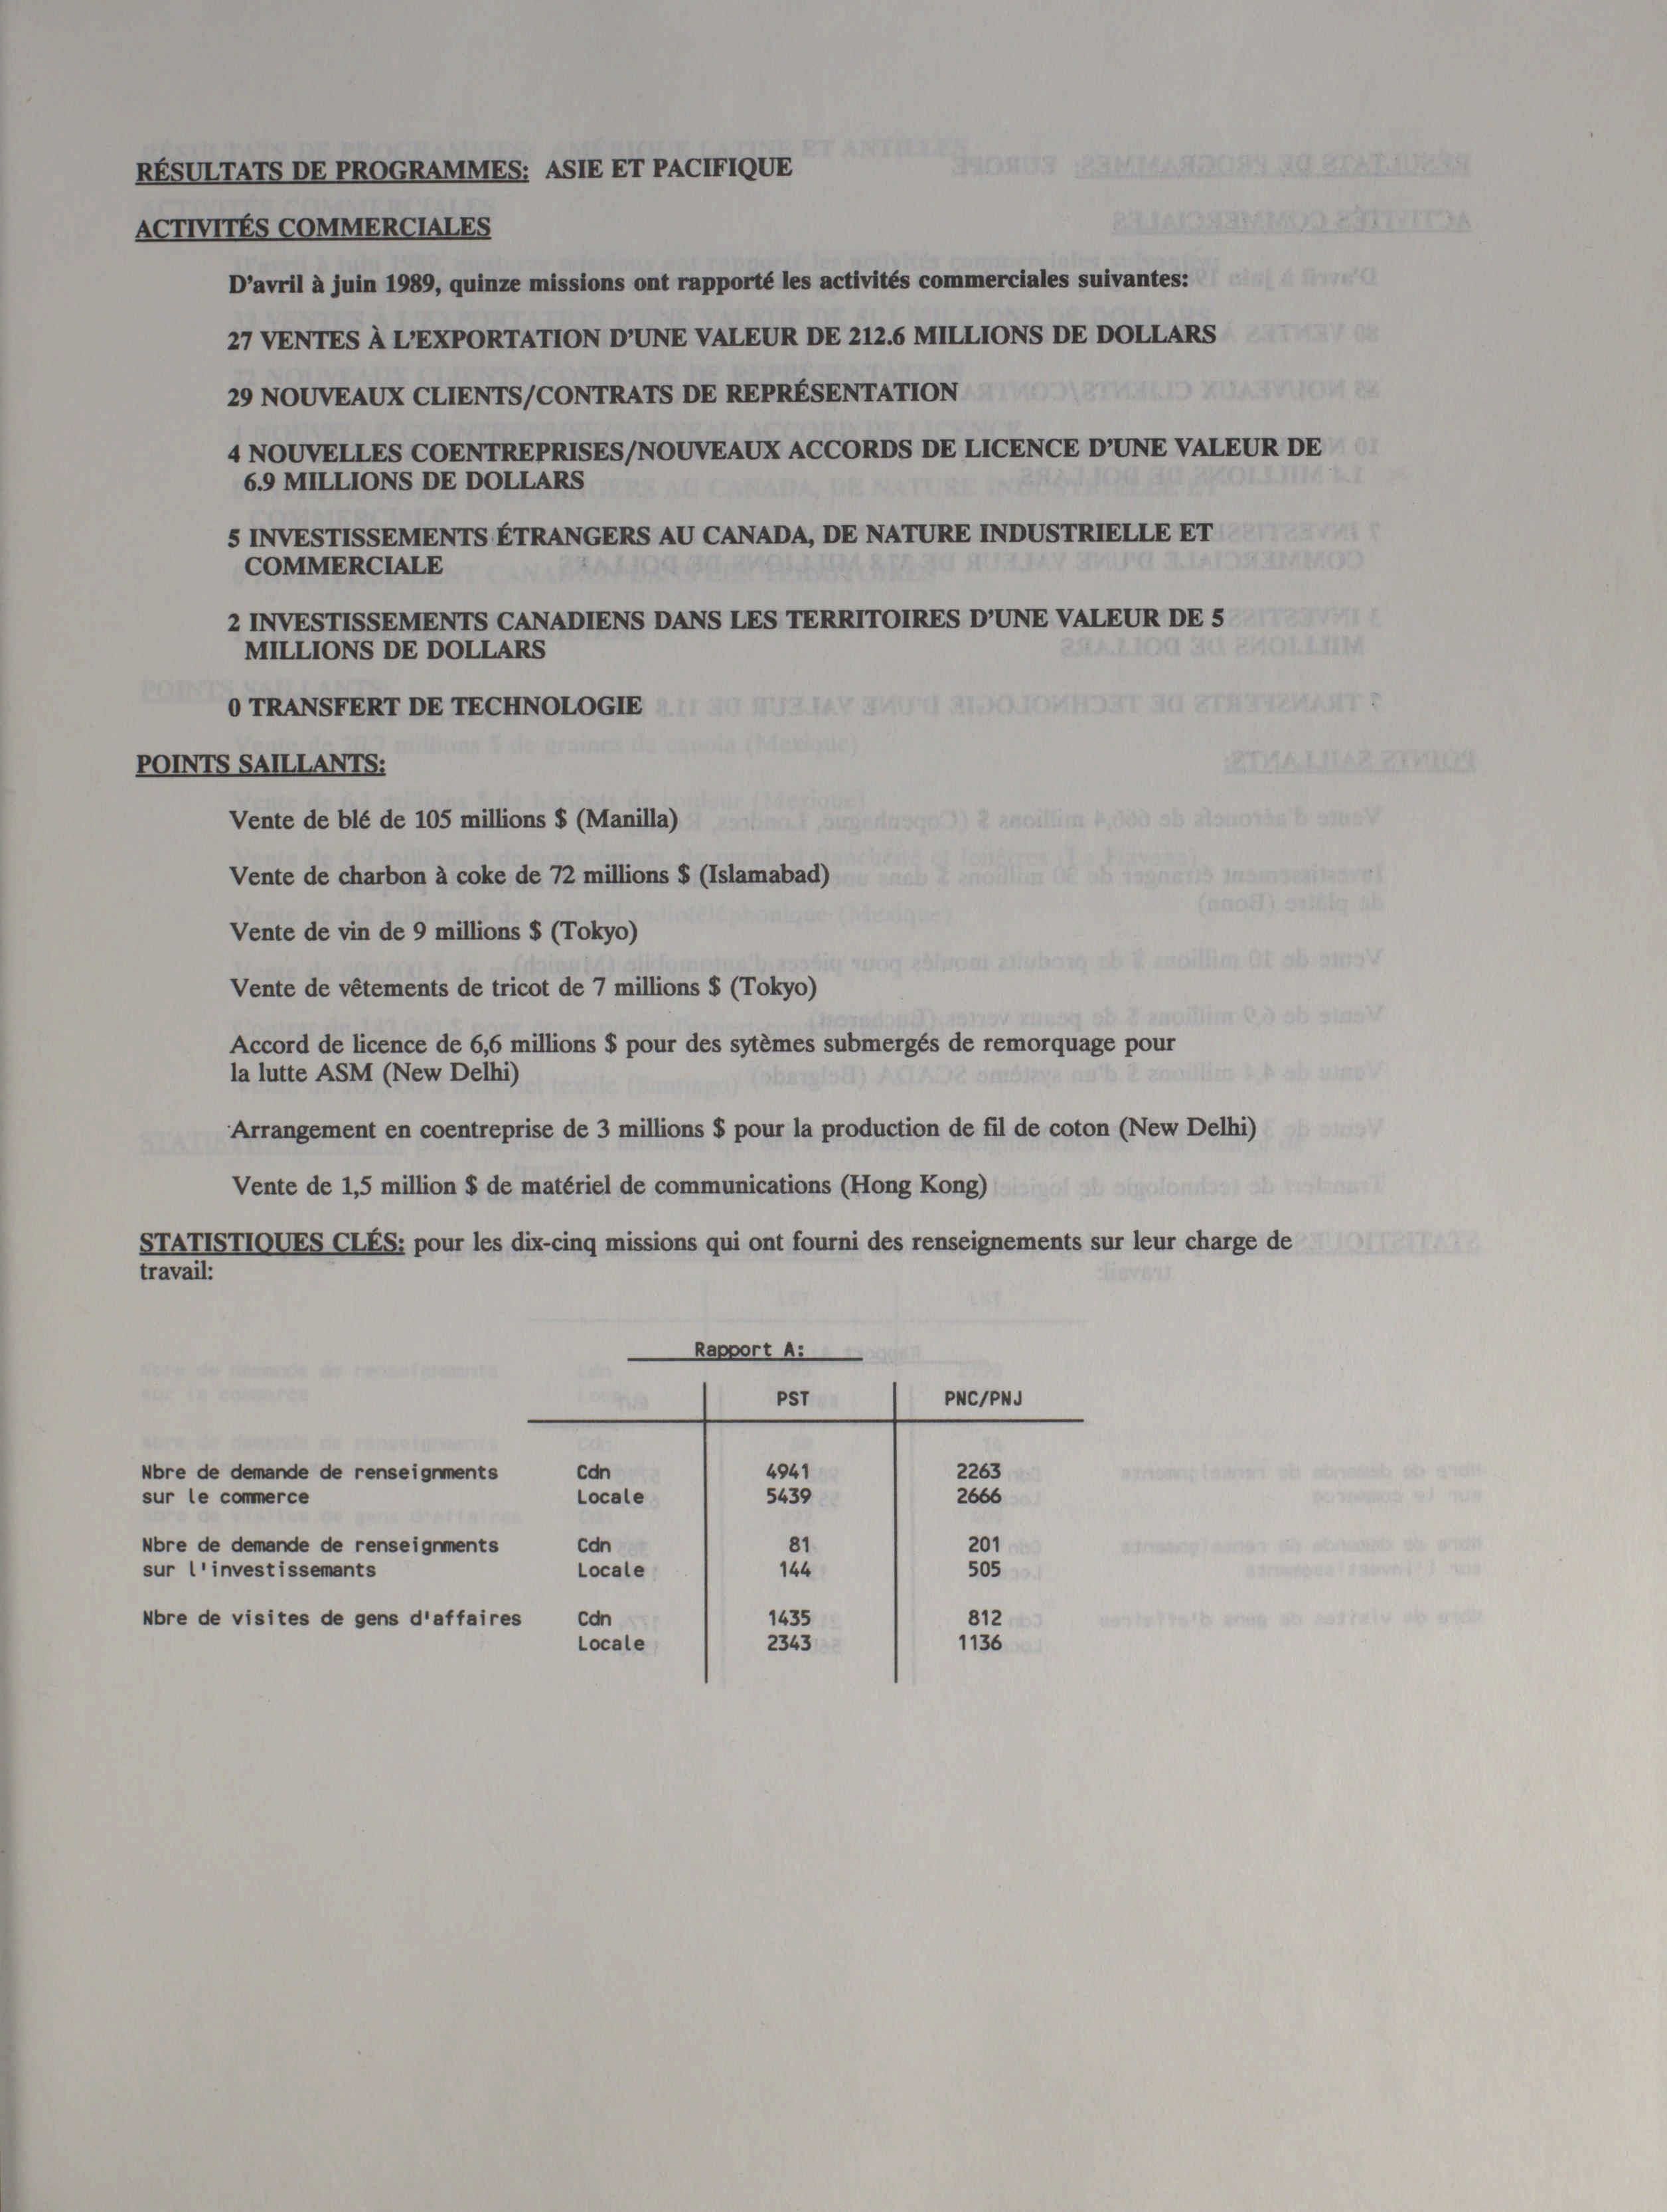 RÉSULTATS DE PROGRAMMES: ASIE ET PACIFIQUE
ACTIVITÉS COMMERCIALES
D'avril à juin 1989, quinze missions ont rapporté les activités commerciales suivantes:
27 VENTES À L'EXPORTATION D'UNE VALEUR DE 212.6 MILLIONS DE DOLLARS
29 NOUVEAUX CLIENTS/CONTRATS DE REPRÉSENTATION
4 NOUVELLES COENTREPRISES/NOUVEAUX ACCORDS DE LICENCE D'UNE VALEUR DE
6.9 MILLIONS DE DOLLARS
5 INVESTISSEMENTS ÉTRANGERS AU CANADA, DE NATURE INDUSTRIELLE ET
COMMERCIALE
2 INVESTISSEMENTS CANADIENS DANS LES TERRITOIRES D'UNE VALEUR DE 5
MILLIONS DE DOLLARS
0 TRANSFERT DE TECHNOLOGIE
POINTS SAILLANTS:
Vente de blé de 105 millions $ (Manilla)
Vente de charbon à coke de 72 millions $ (Islamabad)
Vente de vin de 9 millions $ (Tokyo)
Vente de vêtements de tricot de 7 millions $ (Tokyo)
Accord de licence de 6,6 millions $ pour des sytèmes submergés de remorquage pour
la lutte ASM (New Delhi)
Arrangement en coentreprise de 3 millions $ pour la production de fil de coton (New Delhi)
Vente de 1,5 million $ de matériel de communications (Hong Kong)
STATISTIQUES CLÉS: pour les dix-cinq missions qui ont fourni des renseignements sur leur charge de
travail:
Rapport A:
PST PNC/PNJ
Nbre de demande de renseignments Cdn 4941 2263
sur le commerce Locale 5439 2666
Nbre de demande de renseignments Cdn 81 201
sur l'investissemants Locale 144 505
Nbre de visites de gens d'affaires Cdn 1435 812
Locale 2343 1136